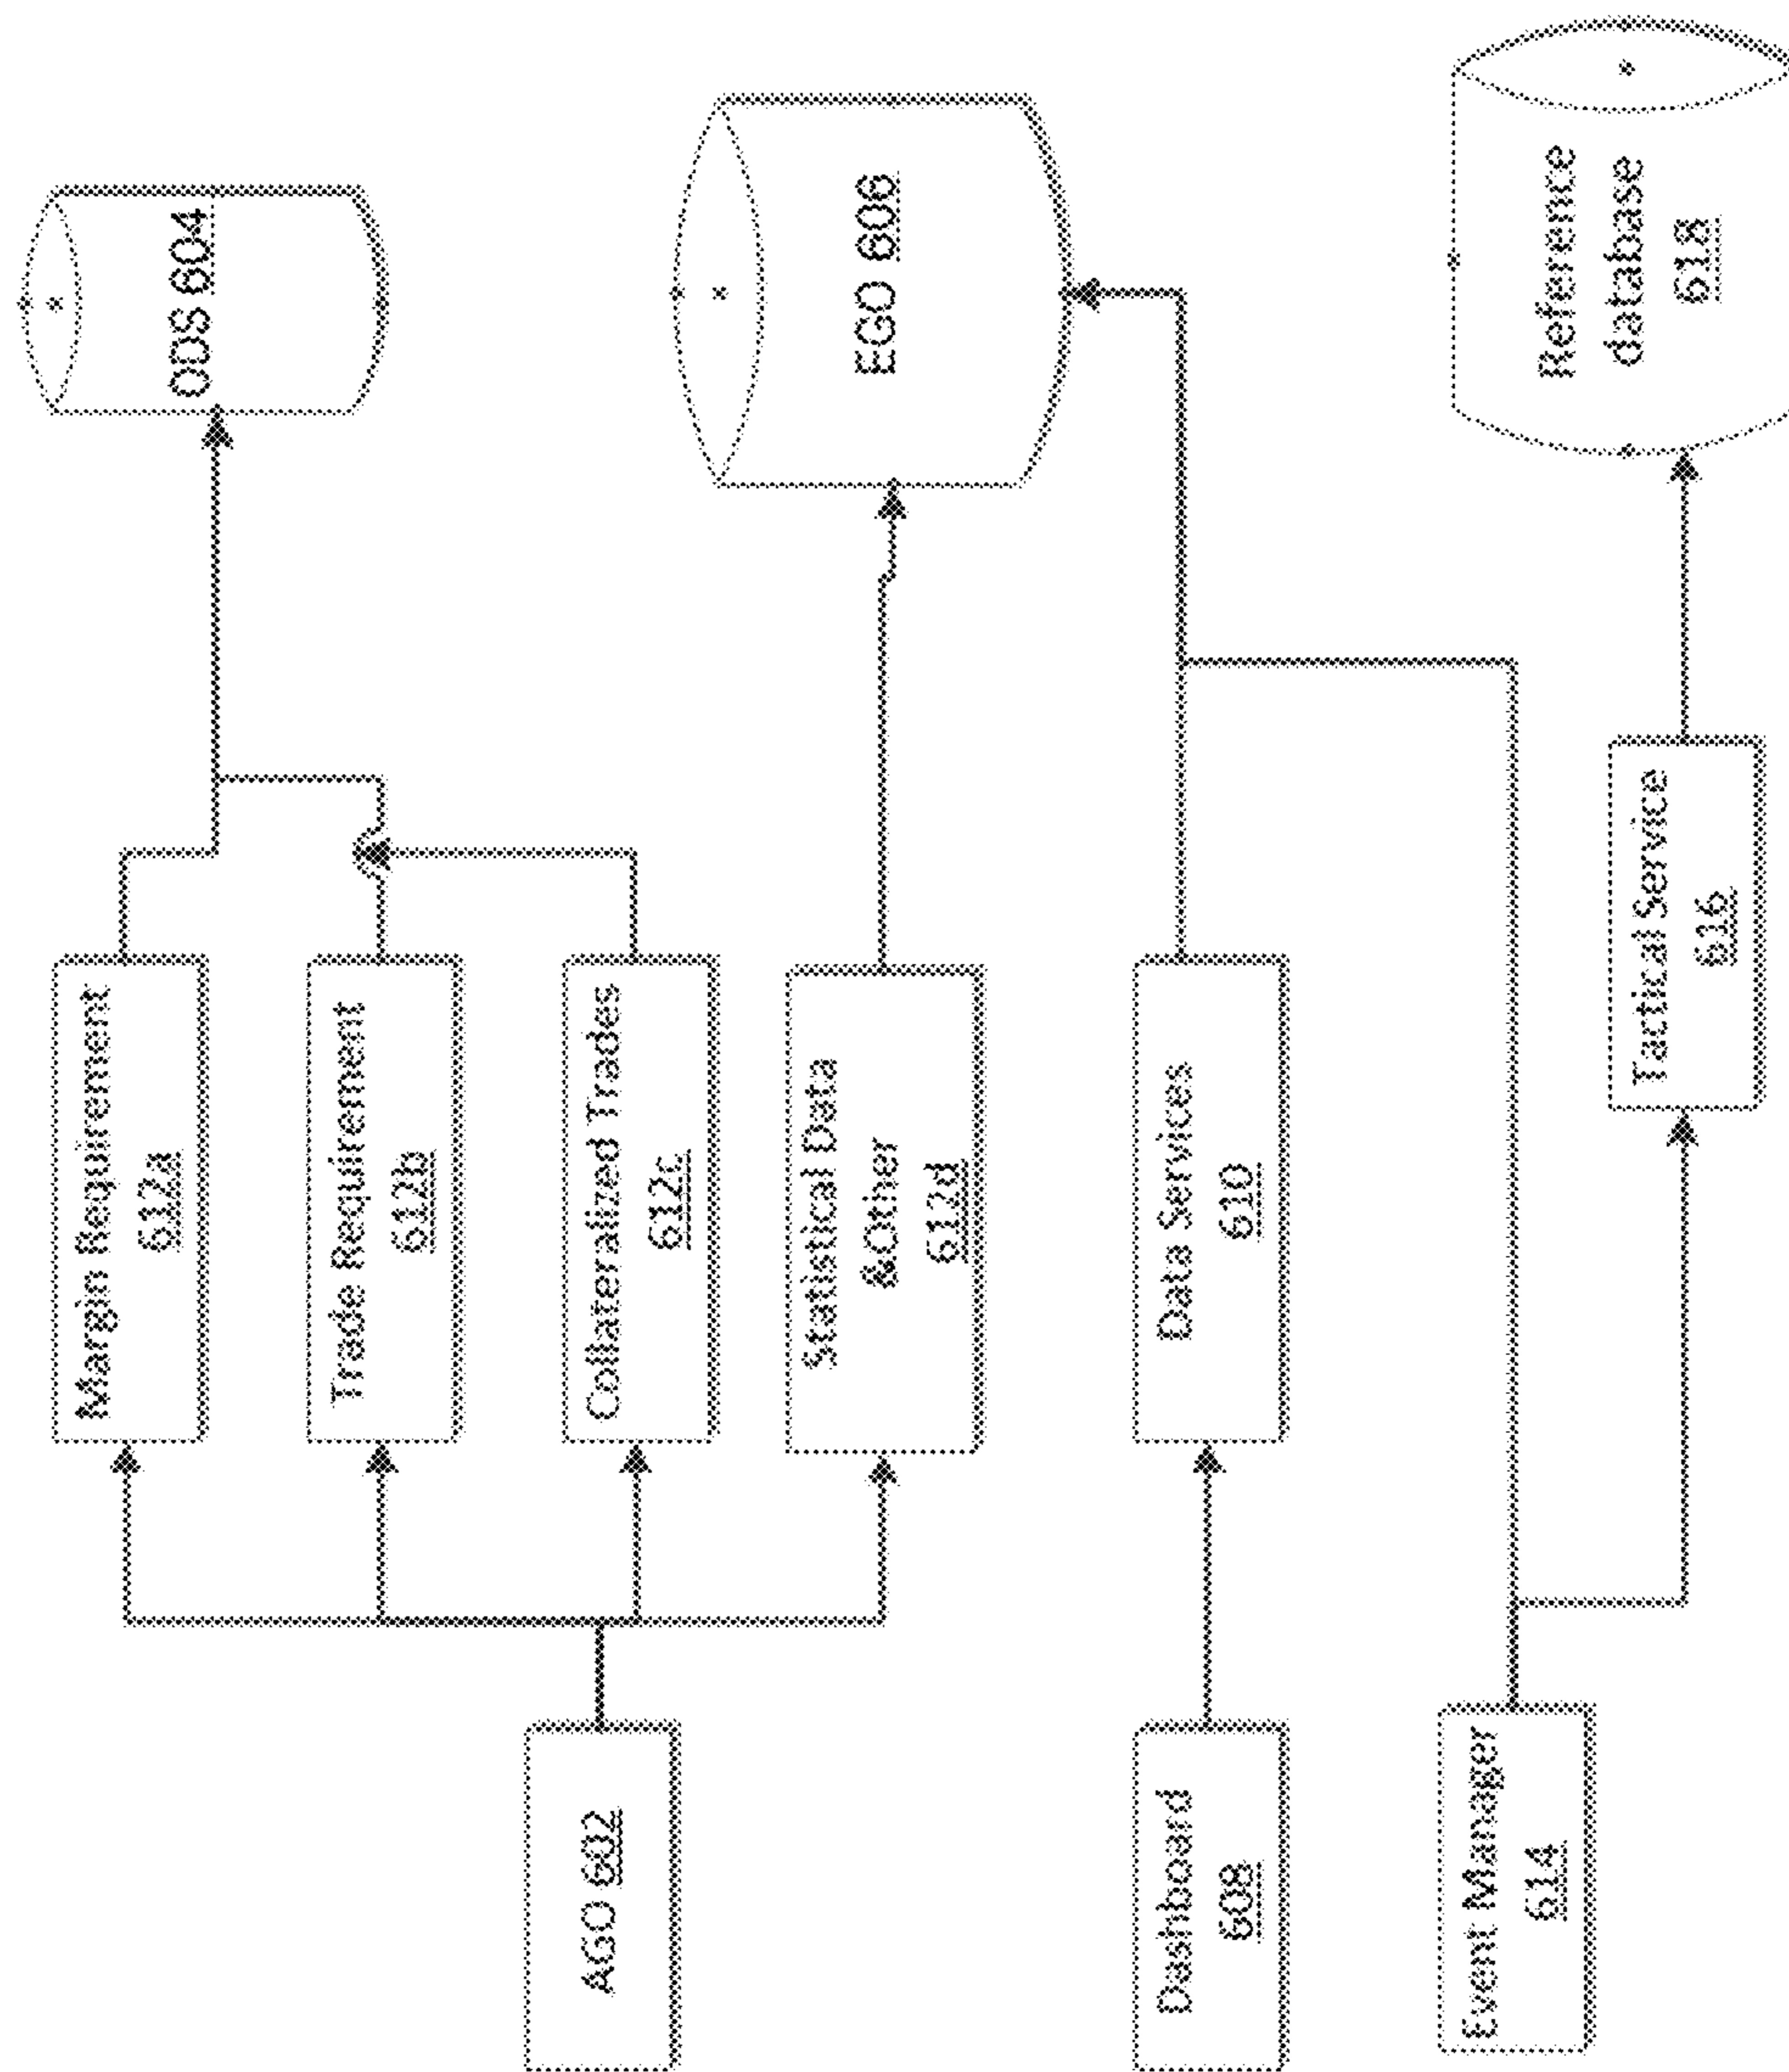 ODS 604
EGO 606
Reference
database
618
Margin Requirement
612a
Trade Requirement
612b
Collateralized Trades
612c
Statistical Data
&Other
612d
Data Services
610
Tactical Service
616
AGO 602
Dashboard
608
Event Manager
614